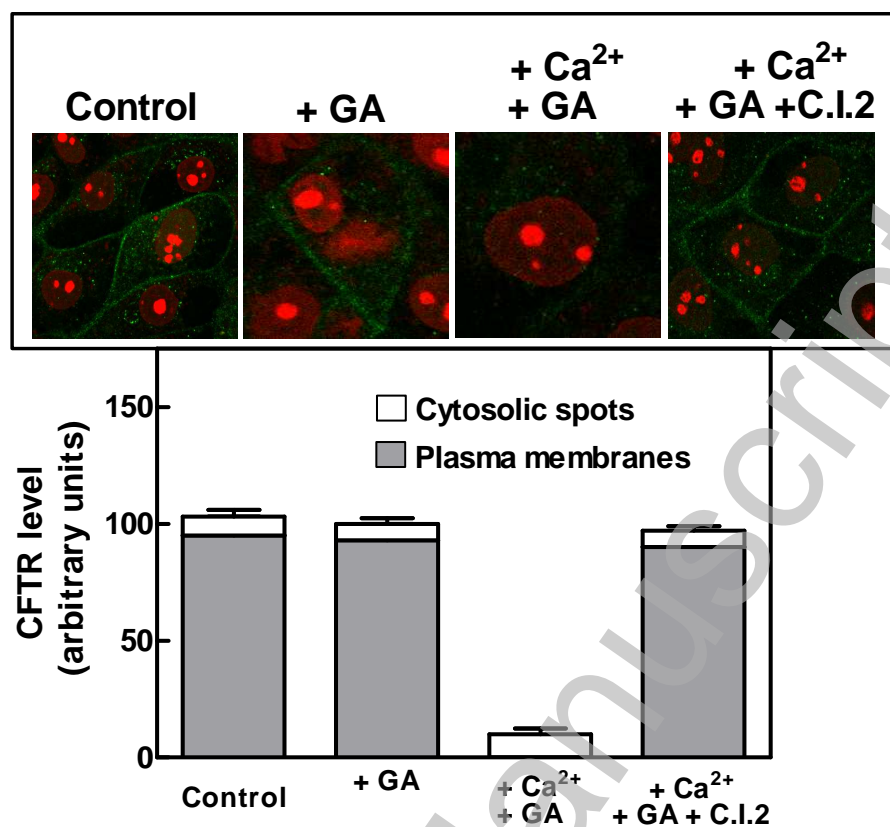 Control
+ GA
+ Ca²⁺
+ GA
+ Ca²⁺
+ GA +C.I.2
150
100
50
0
CFTR level
(arbitrary units)
Cytosolic spots
Plasma membranes
Control
+ GA
+ Ca²⁺
+ GA
+ Ca²⁺
+ GA + C.I.2
anuscript